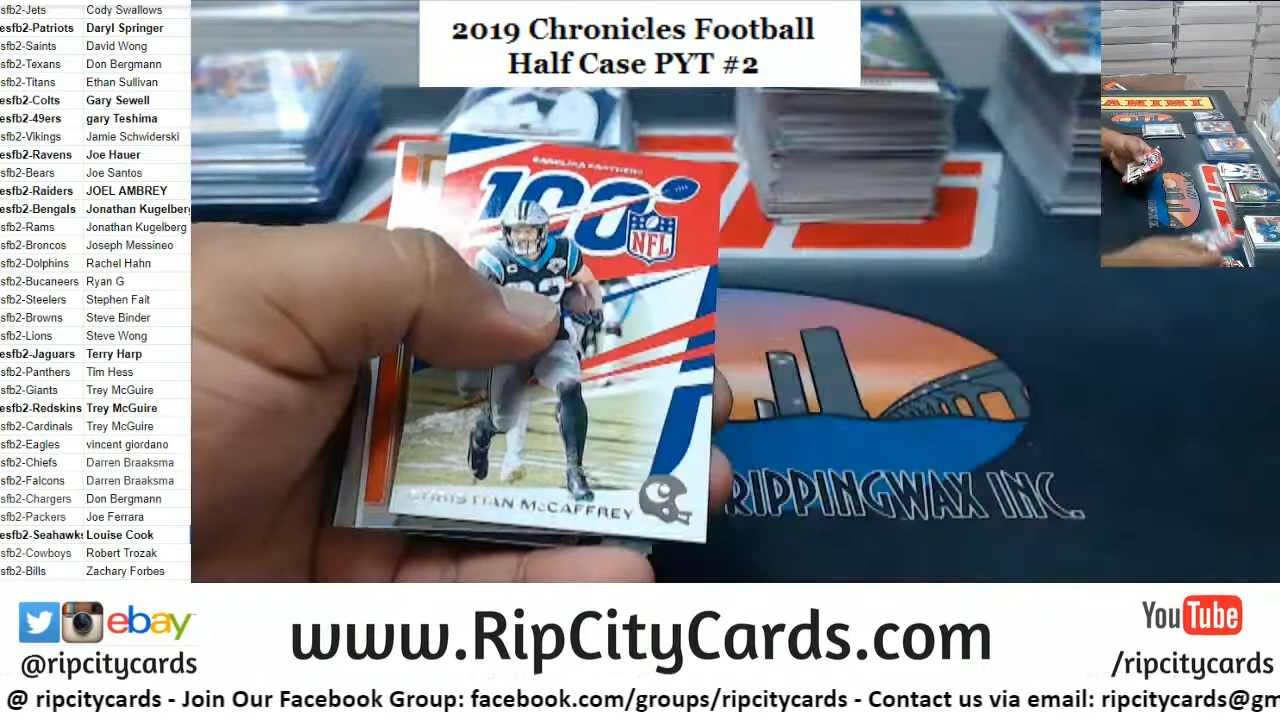 2019 Chronicles Football
Half Case PYT #2
sfb2-Jets Cody Swallows
esfb2-Patriots Daryl Springer
sfb2-Saints David Wong
sfb2-Texans Don Bergmann
sfb2-Titans Ethan Sullivan
esfb2-Colts Gary Sewell
esfb2-49ers gary Teshima
sfb2-Vikings Jamie Schwiderski
esfb2-Ravens Joe Hauer
sfb2-Bears Joe Santos
esfb2-Raiders JOEL AMBREY
esfb2-Bengals Jonathan Kugelberg
sfb2-Rams Jonathan Kugelberg
sfb2-Broncos Joseph Messineo
sfb2-Dolphins Rachel Hahn
sfb2-Bucaneers Ryan G
sfb2-Steelers Stephen Fait
sfb2-Browns Steve Binder
sfb2-Lions Steve Wong
esfb2-Jaguars Terry Harp
sfb2-Panthers Tim Hess
sfb2-Giants Trey McGuire
esfb2-Redskins Trey McGuire
sfb2-Cardinals Trey McGuire
sfb2-Eagles vincent giordano
sfb2-Chiefs Darren Braaksma
sfb2-Falcons Darren Braaksma
sfb2-Chargers Don Bergmann
sfb2-Packers Joe Ferrara
esfb2-Seahawks Louise Cook
sfb2-Cowboys Robert Trozak
sfb2-Bills Zachary Forbes
CAROLINA PANTHERS
100
NFL
CHRISTIAN McCAFFREY
RIPPINGWAX INC.
PANINI
ebay
@ripcitycards
www.RipCityCards.com
YouTube
/ripcitycards
@ ripcitycards - Join Our Facebook Group: facebook.com/groups/ripcitycards - Contact us via email: ripcitycards@gm